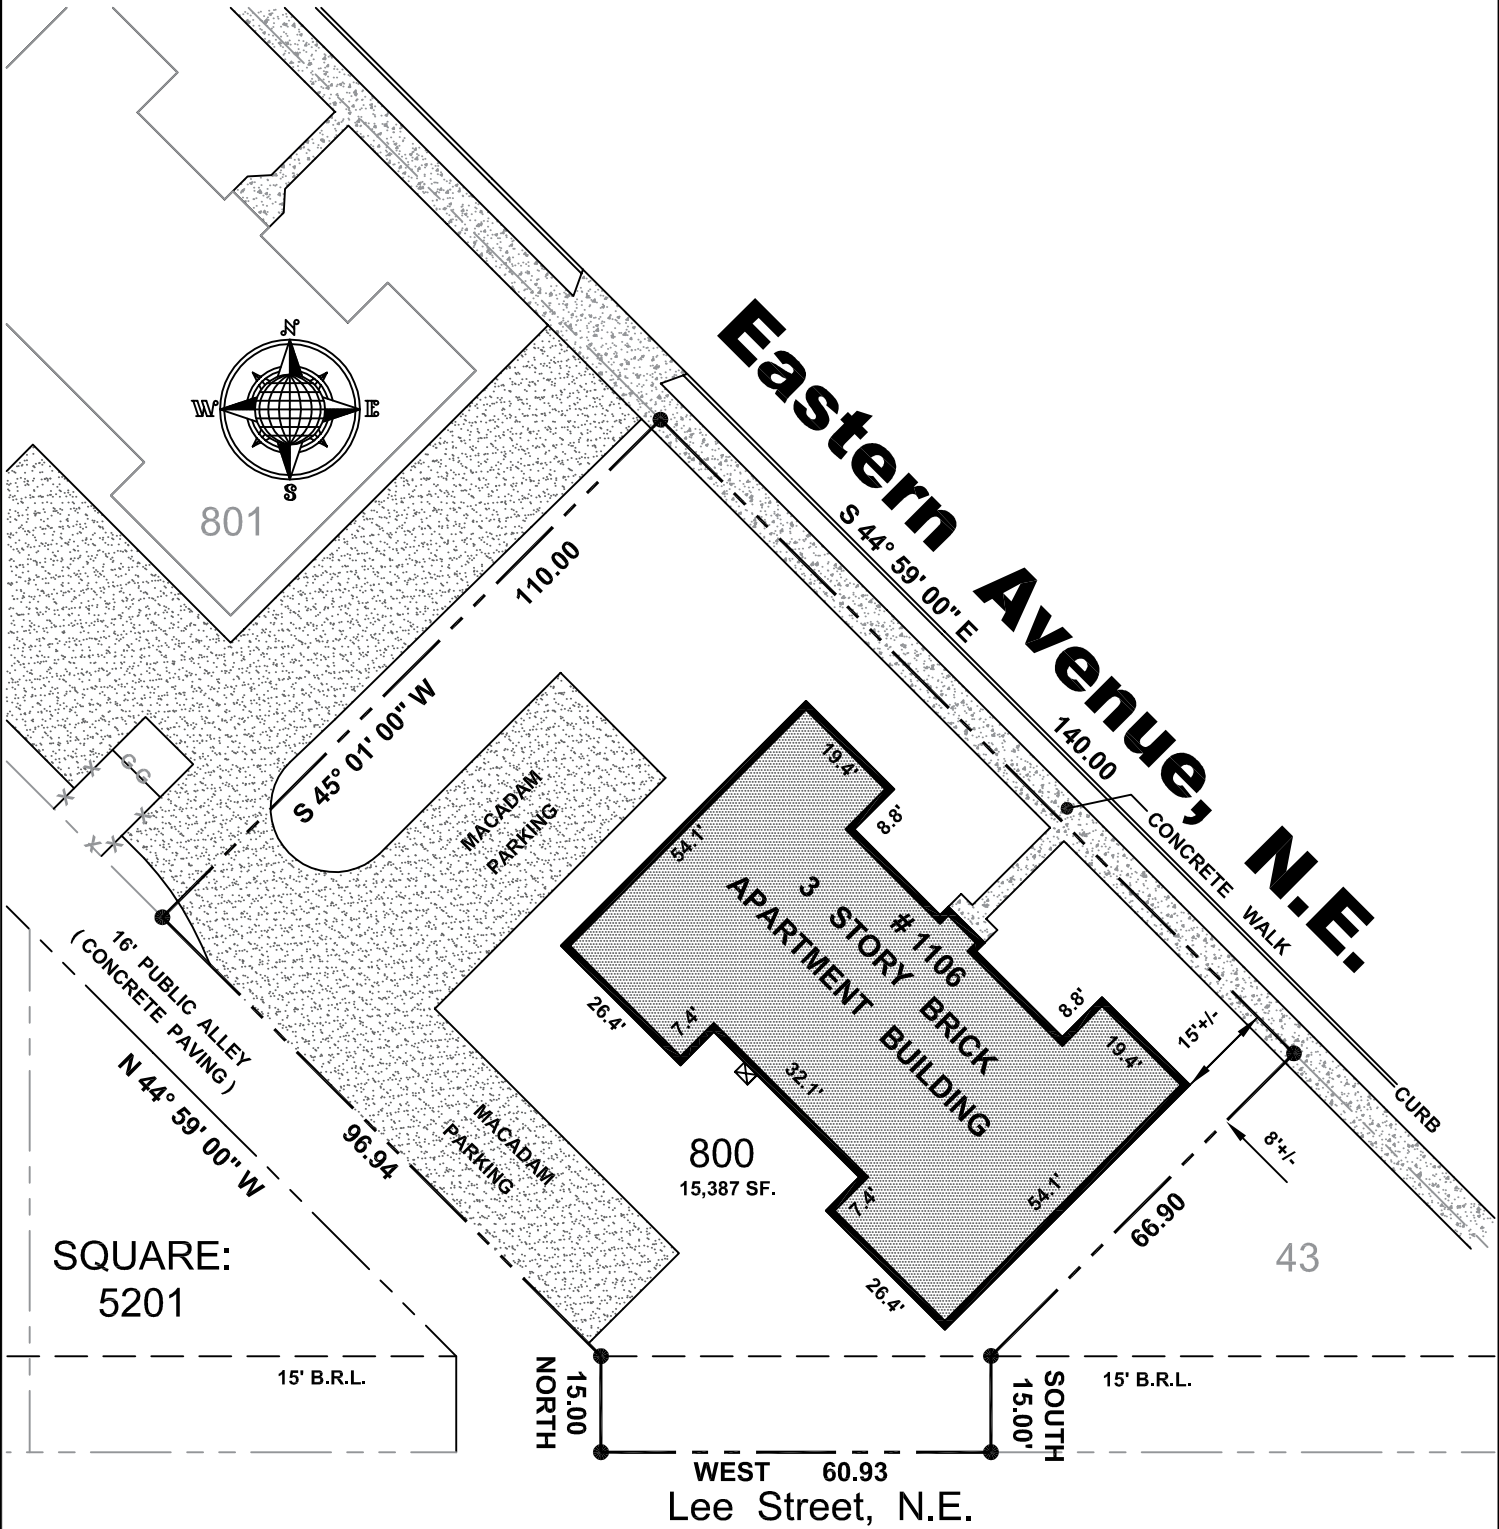 N
W
E
S
801
Eastern Avenue, N.E.
S 44° 59' 00" E
140.00
110.00
S 45° 01' 00" W
G G
MACADAM
PARKING
CONCRETE WALK
CURB
19.4'
8.8'
54.1'
# 1106
3 STORY BRICK
APARTMENT BUILDING
8.8'
19.4'
15'+/-
8'+/-
26.4'
7.4'
32.1'
7.4'
26.4'
54.1'
66.90
43
16' PUBLIC ALLEY
( CONCRETE PAVING )
N 44° 59' 00" W
96.94
MACADAM
PARKING
800
15,387 SF.
SQUARE:
5201
15' B.R.L.
15.00
NORTH
SOUTH
15.00'
15' B.R.L.
WEST 60.93
Lee Street, N.E.